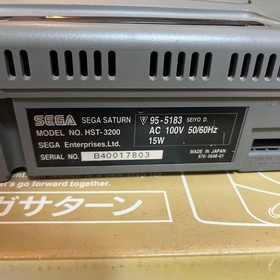 SEGA SEGA SATURN
MODEL NO. HST-3200
SEGA Enterprises,Ltd.
SERIAL NO. B40017803
95-5183 SEIYO D.
AC 100V 50/60Hz
15W
MADE IN JAPAN
670-5646-01
let's go forward together.
ガサターン